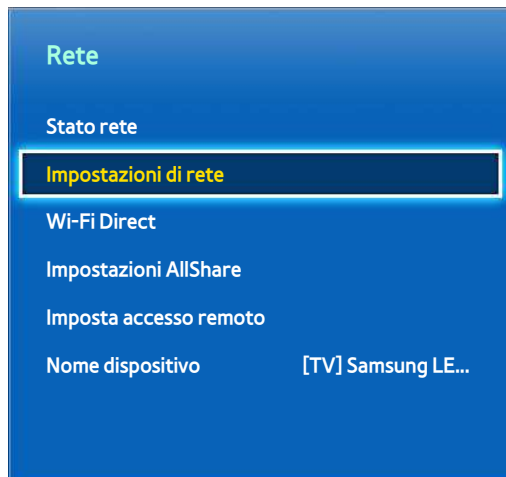 Rete
Stato rete
Impostazioni di rete
Wi-Fi Direct
Impostazioni AllShare
Imposta accesso remoto
Nome dispositivo [TV] Samsung LE...